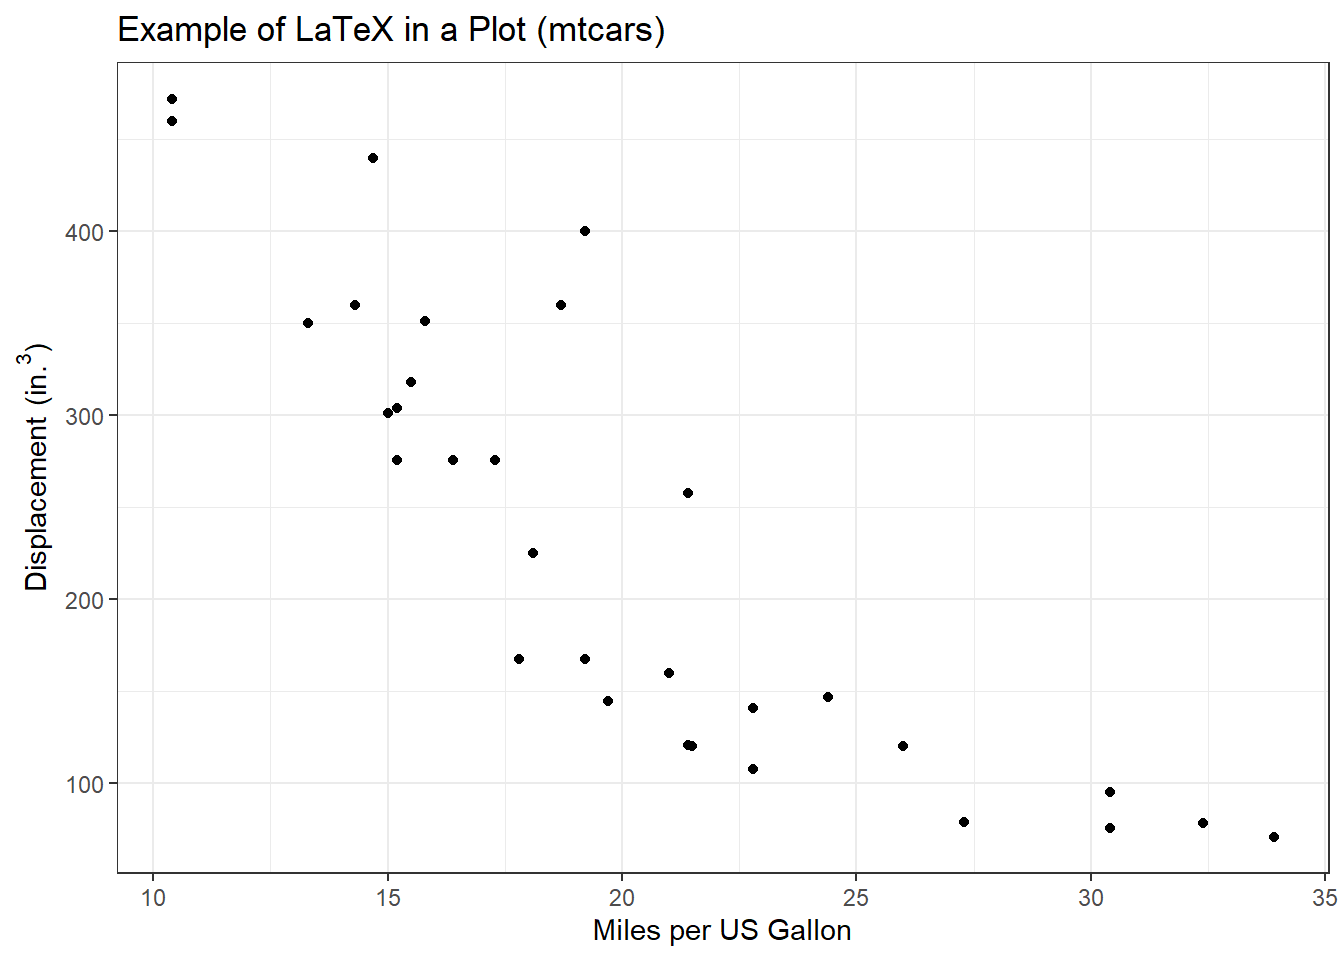 Example of LaTeX in a Plot (mtcars)
Displacement (in.³)
400
300
200
100
10 15 20 25 30 35
Miles per US Gallon